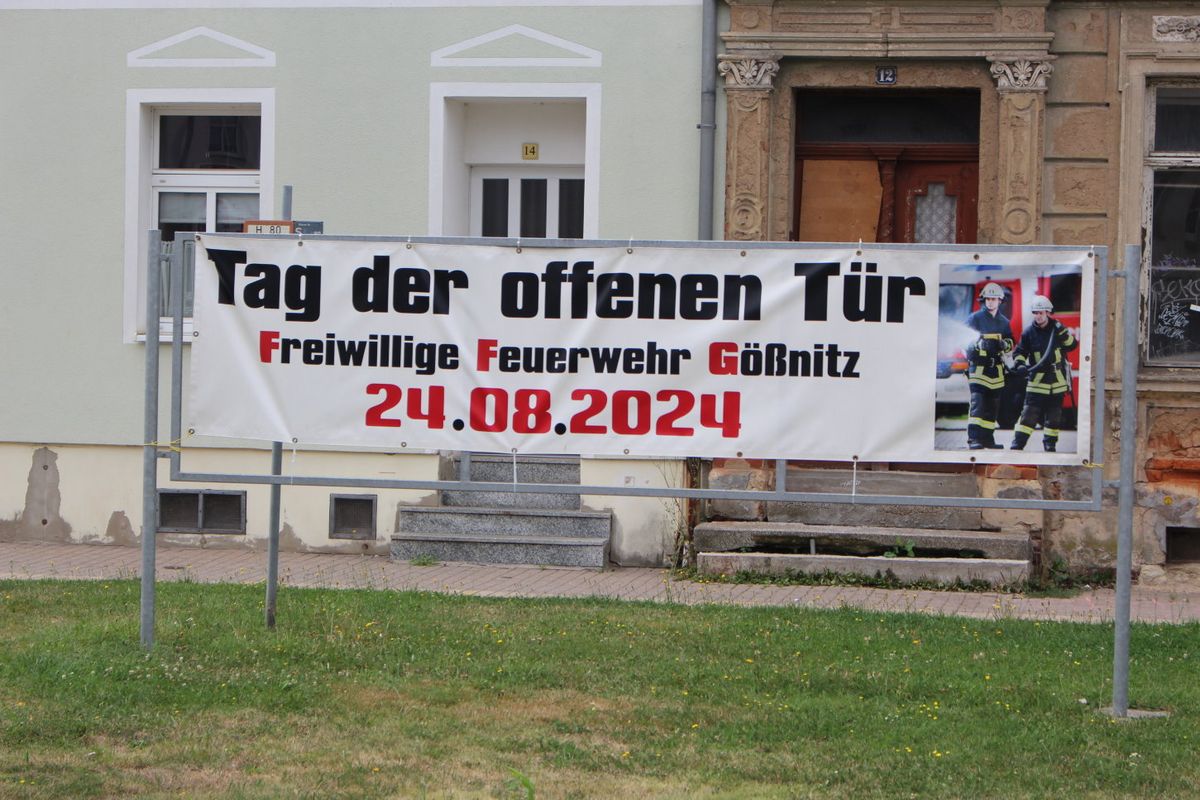 12
14
H 80
Tag der offenen Tür
Freiwillige Feuerwehr Gößnitz
24.08.2024